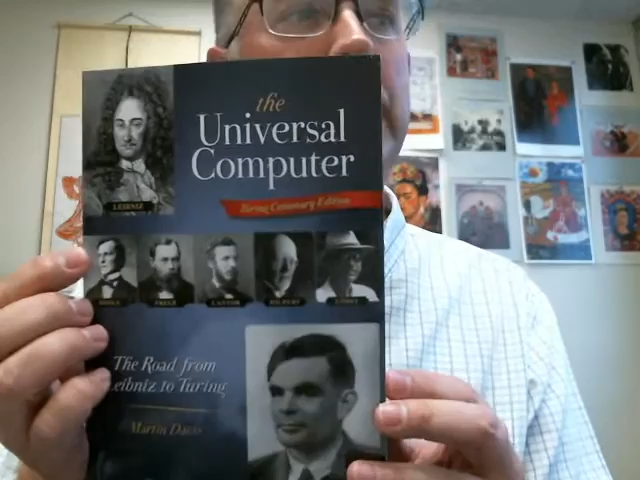 the
Universal
Computer
Turing Centenary Edition
LEIBNIZ
BOOLE FREGE CANTOR HILBERT GÖDEL
The Road from
Leibniz to Turing
Martin Davis